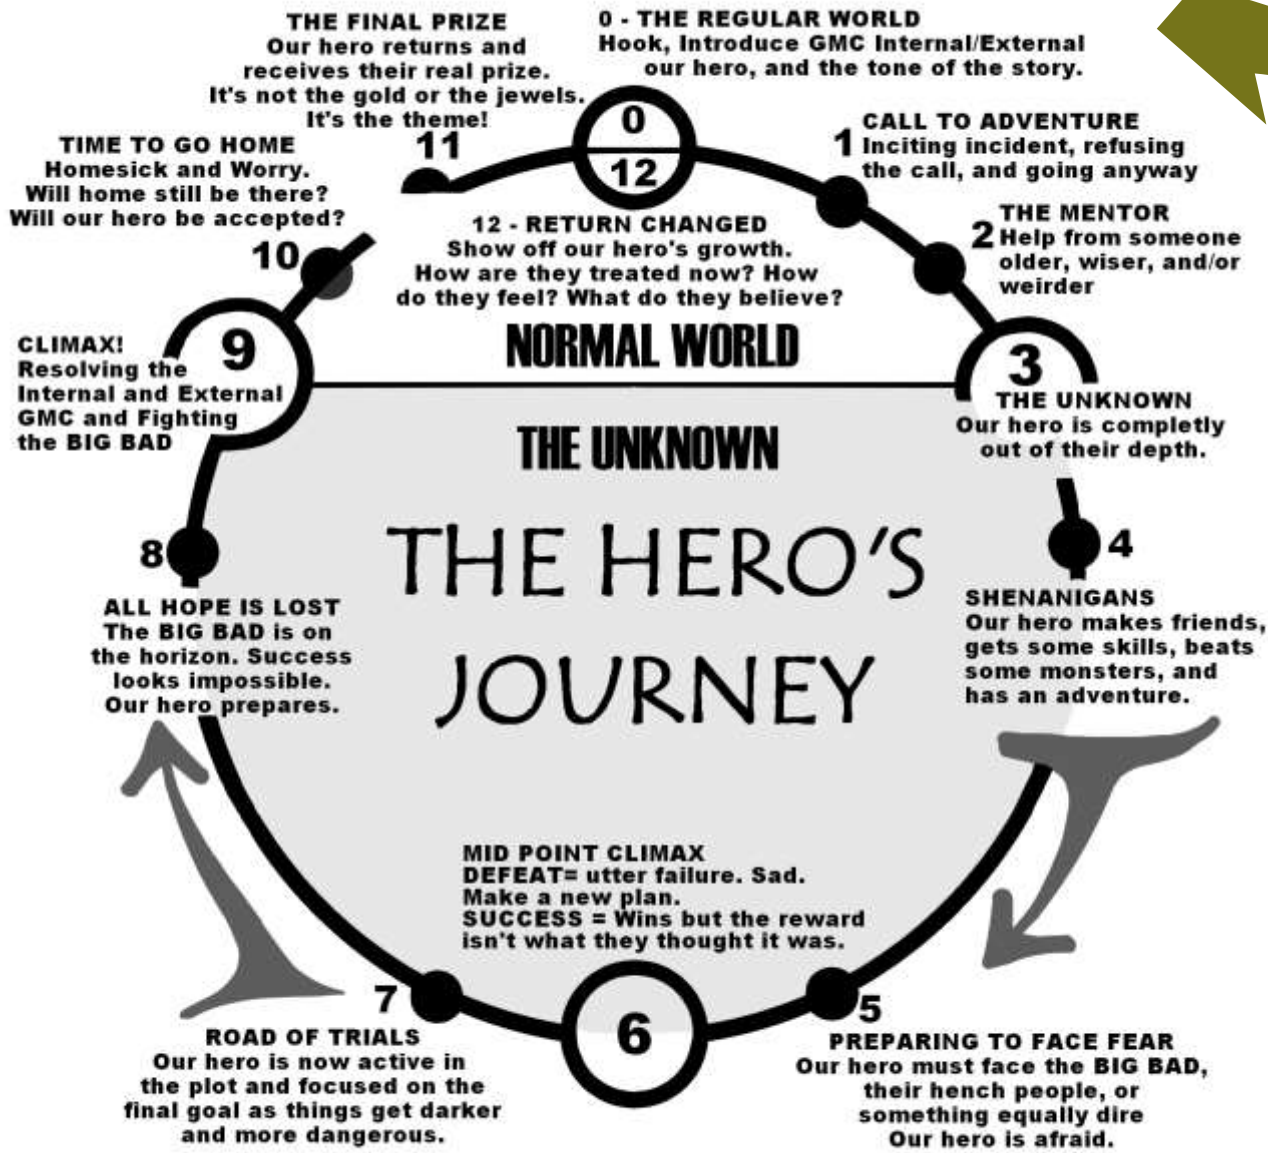 0 - THE REGULAR WORLD
Hook, Introduce GMC Internal/External
our hero, and the tone of the story.
0
12
1
CALL TO ADVENTURE
Inciting incident, refusing
the call, and going anyway
2
THE MENTOR
Help from someone
older, wiser, and/or
weirder
3
THE UNKNOWN
Our hero is completly
out of their depth.
4
SHENANIGANS
Our hero makes friends,
gets some skills, beats
some monsters, and
has an adventure.
5
PREPARING TO FACE FEAR
Our hero must face the BIG BAD,
their hench people, or
something equally dire
Our hero is afraid.
MID POINT CLIMAX
DEFEAT= utter failure. Sad.
Make a new plan.
SUCCESS = Wins but the reward
isn't what they thought it was.
6
7
ROAD OF TRIALS
Our hero is now active in
the plot and focused on the
final goal as things get darker
and more dangerous.
8
ALL HOPE IS LOST
The BIG BAD is on
the horizon. Success
looks impossible.
Our hero prepares.
9
CLIMAX!
Resolving the
Internal and External
GMC and Fighting
the BIG BAD
TIME TO GO HOME
Homesick and Worry.
Will home still be there?
Will our hero be accepted?
10
THE FINAL PRIZE
Our hero returns and
receives their real prize.
It's not the gold or the jewels.
It's the theme!
11
12 - RETURN CHANGED
Show off our hero's growth.
How are they treated now? How
do they feel? What do they believe?
NORMAL WORLD
THE UNKNOWN
THE HERO'S
JOURNEY